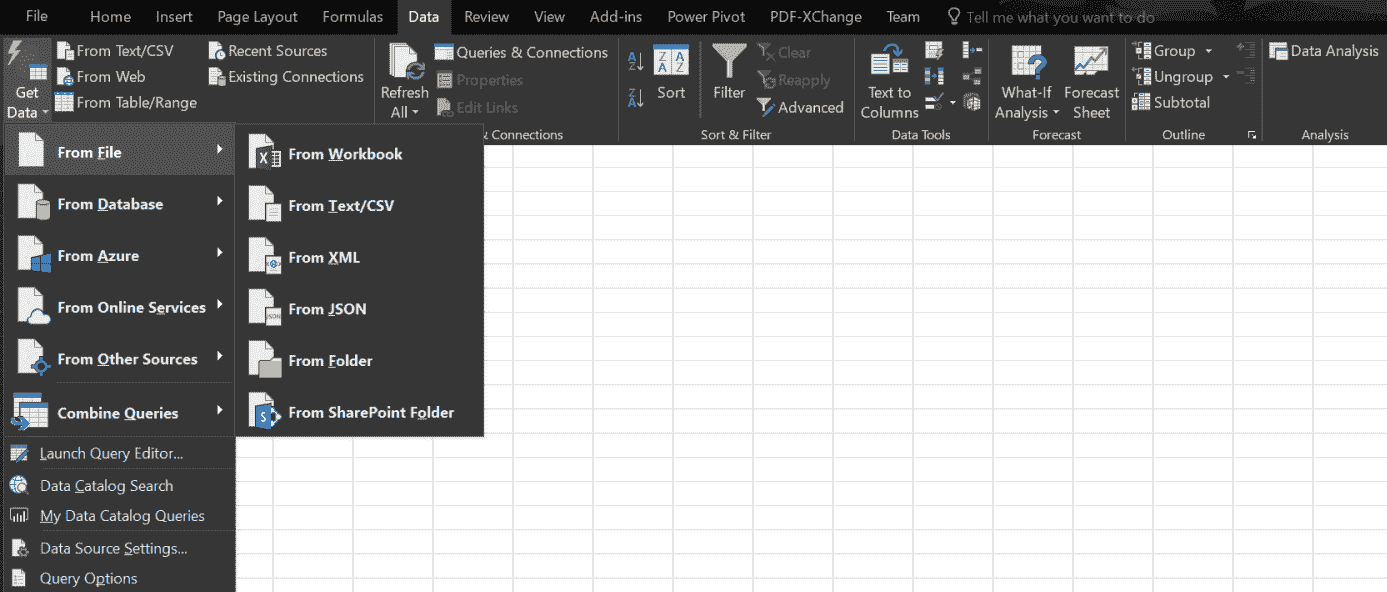 File Home Insert Page Layout Formulas Data Review View Add-ins Power Pivot PDF-XChange Team Tell me what you want to do
Get Data
From Text/CSV
From Web
From Table/Range
Recent Sources
Existing Connections
Refresh All
Queries & Connections
Properties
Edit Links
& Connections
Sort
Filter
Clear
Reapply
Advanced
Sort & Filter
Text to Columns
Data Tools
What-If Analysis
Forecast Sheet
Forecast
Group
Ungroup
Subtotal
Outline
Data Analysis
Analysis
From File
From Database
From Azure
From Online Services
From Other Sources
Combine Queries
Launch Query Editor...
Data Catalog Search
My Data Catalog Queries
Data Source Settings...
Query Options
From Workbook
From Text/CSV
From XML
From JSON
From Folder
From SharePoint Folder